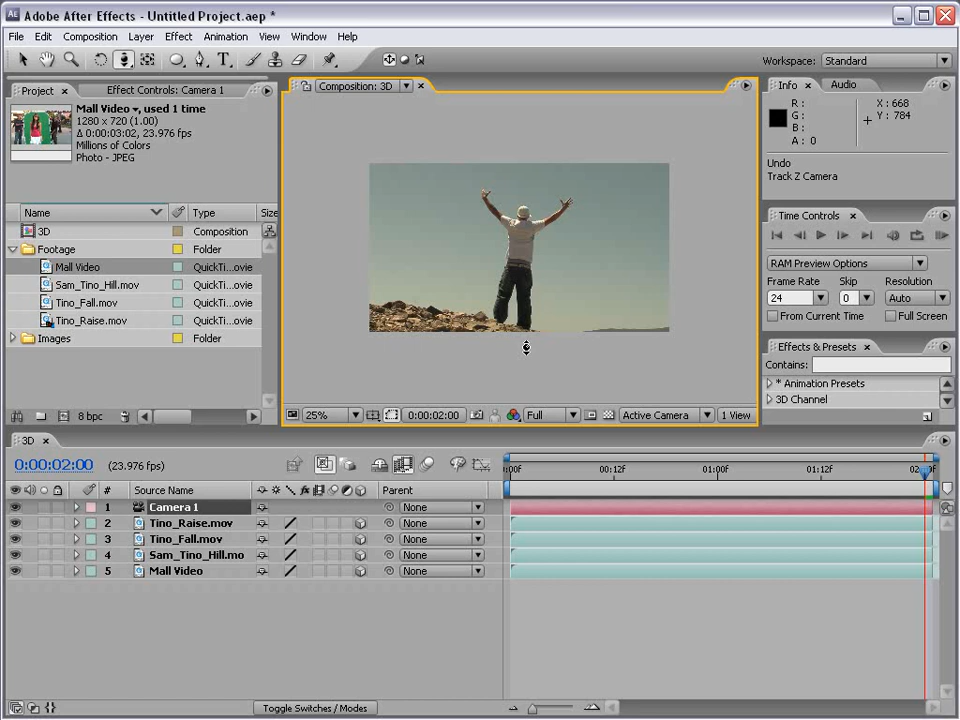 Adobe After Effects - Untitled Project.aep *
File Edit Composition Layer Effect Animation View Window Help
Workspace: Standard
Project Effect Controls: Camera 1
Mall Video, used 1 time
1280 x 720 (1.00)
Δ 0:00:03:02, 23.976 fps
Millions of Colors
Photo - JPEG
Name Type Size
3D Composition
Footage Folder
Mall Video QuickTi...ovie
Sam_Tino_Hill.mov QuickTi...ovie
Tino_Fall.mov QuickTi...ovie
Tino_Raise.mov QuickTi...ovie
Images Folder
8 bpc
Composition: 3D
25% 0:00:02:00 Full Active Camera 1 View
Info Audio
R :
G :
B :
A : 0
X : 668
Y : 784
Undo
Track Z Camera
Time Controls
RAM Preview Options
Frame Rate Skip Resolution
24 0 Auto
From Current Time Full Screen
Effects & Presets
Contains:
* Animation Presets
3D Channel
3D
0:00:02:00 (23.976 fps)
:00f 00:12f 01:00f 01:12f
# Source Name Parent
1 Camera 1 None
2 Tino_Raise.mov None
3 Tino_Fall.mov None
4 Sam_Tino_Hill.mo None
5 Mall Video None
Toggle Switches / Modes